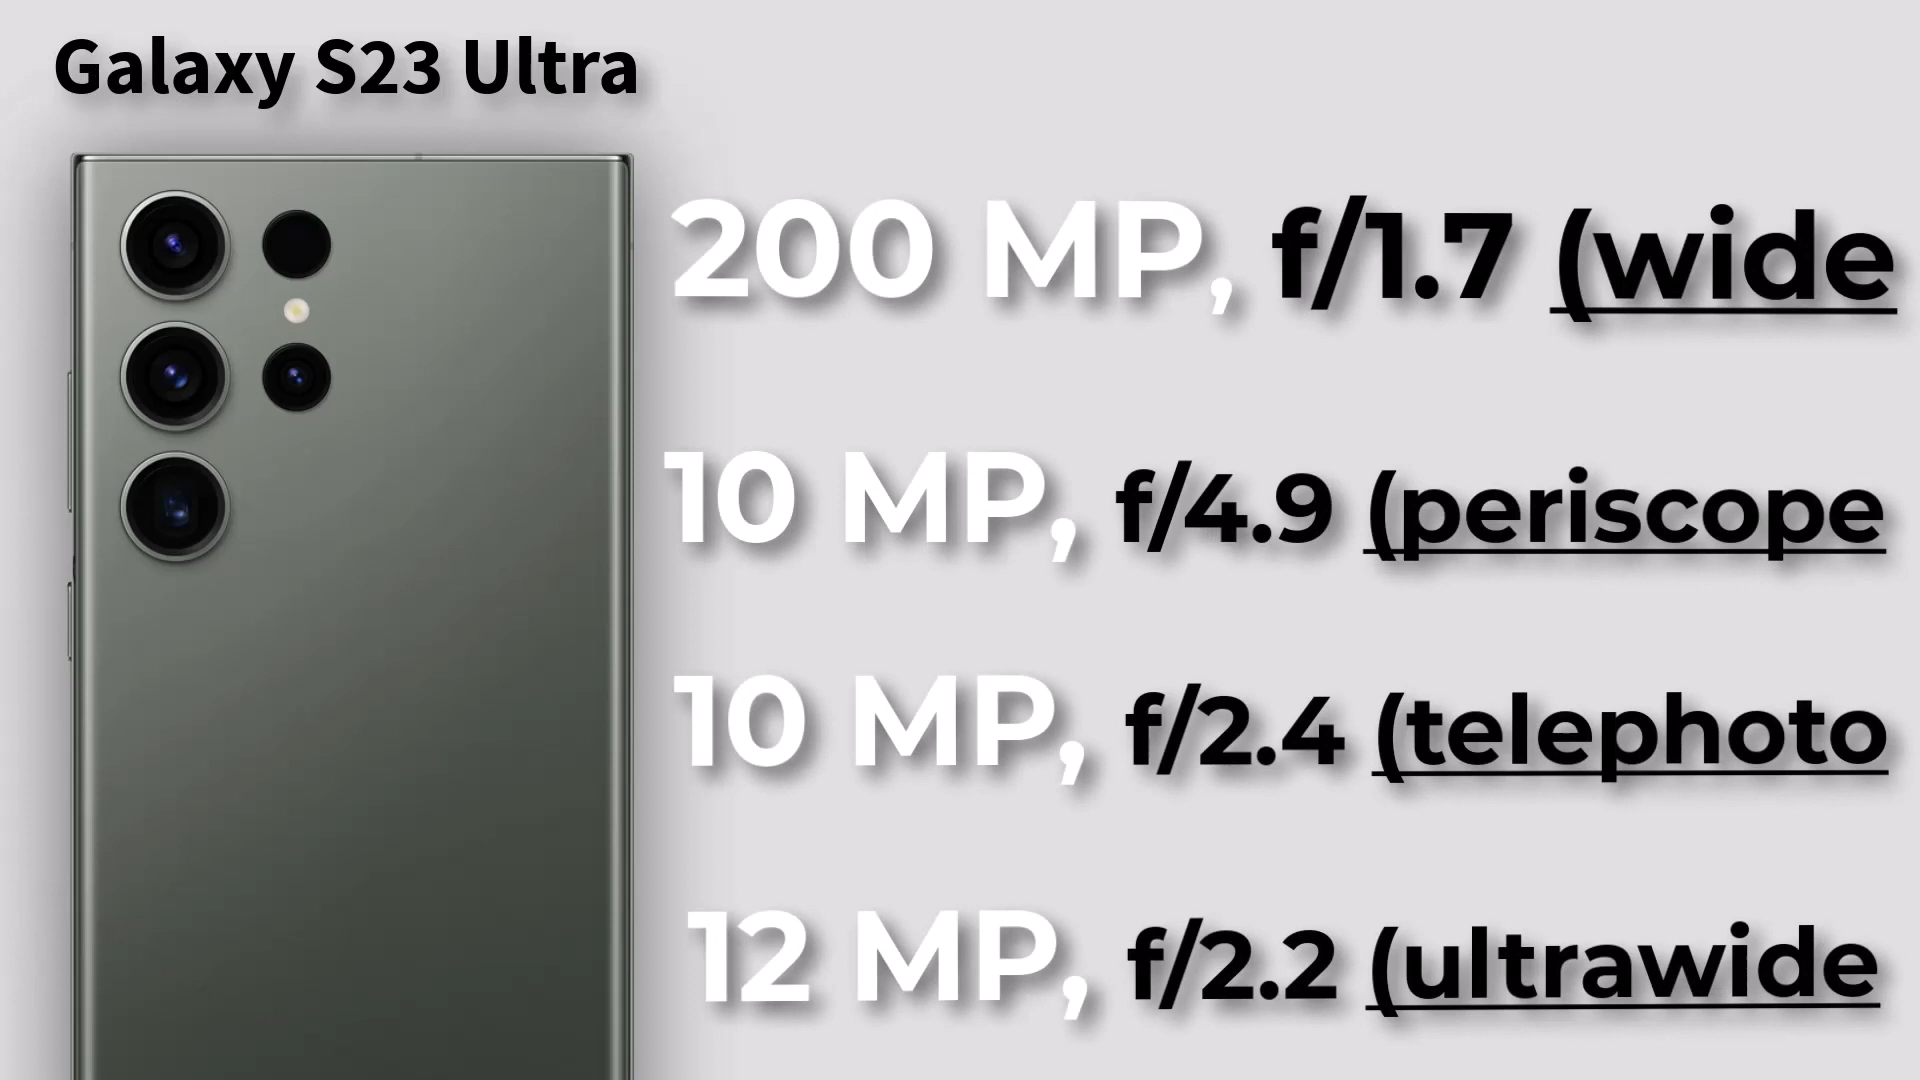 Galaxy S23 Ultra
200 MP, f/1.7 (wide
10 MP, f/4.9 (periscope
10 MP, f/2.4 (telephoto
12 MP, f/2.2 (ultrawide